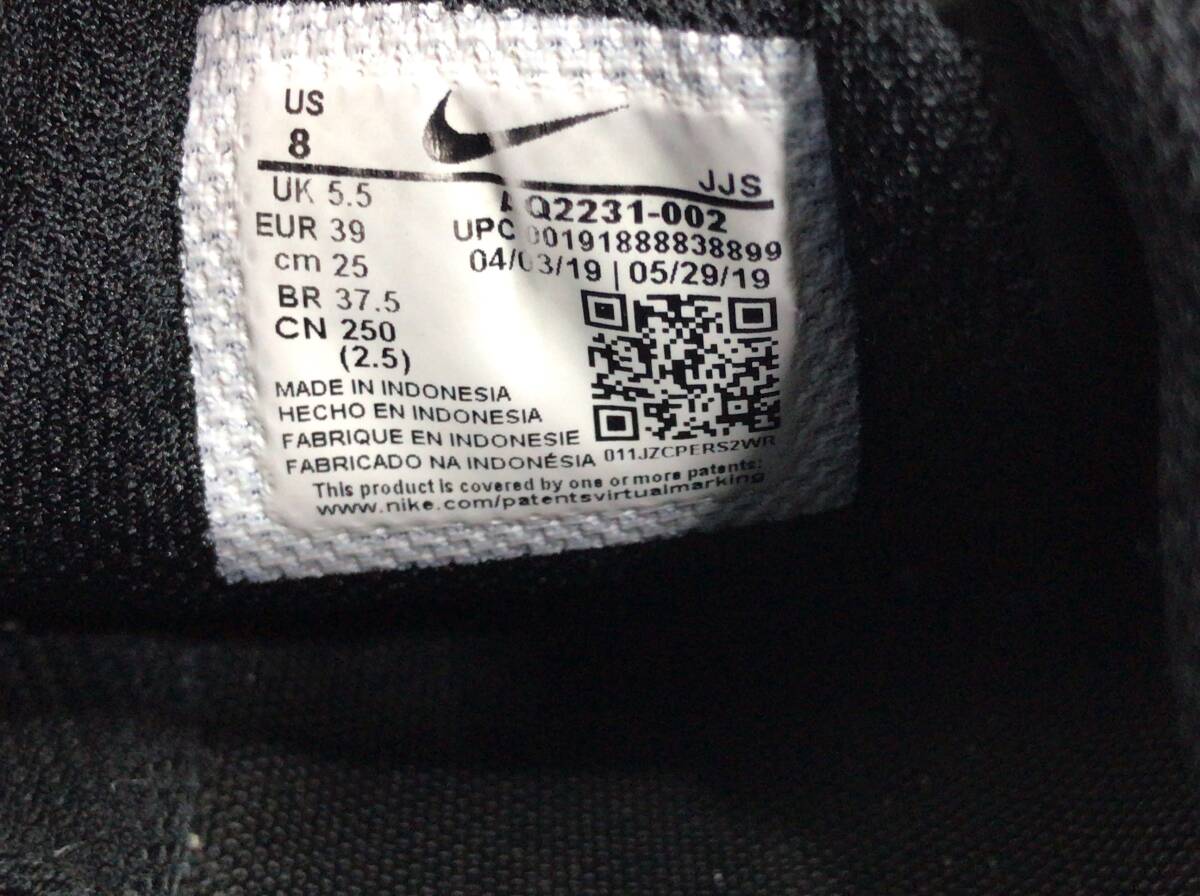 US
8
JJS
UK 5.5
Q2231-002
EUR 39
UPC 00191888838899
cm 25
04/03/19 | 05/29/19
BR 37.5
CN 250
(2.5)
MADE IN INDONESIA
HECHO EN INDONESIA
FABRIQUE EN INDONESIE
FABRICADO NA INDONÉSIA
011JZCPERS2WR
This product is covered by one or more patents:
www.nike.com/patentsvirtualmarking